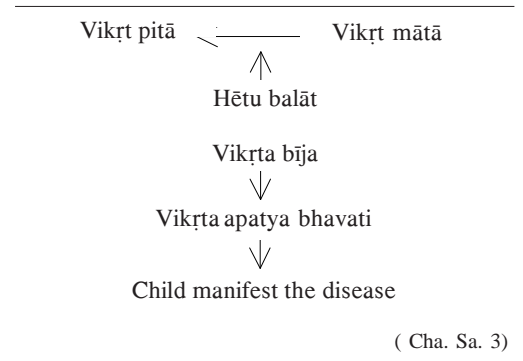 Vikṛt pitā Vikṛt mātā
Hētu balāt
Vikṛta bīja
Vikṛta apatya bhavati
Child manifest the disease
( Cha. Sa. 3)